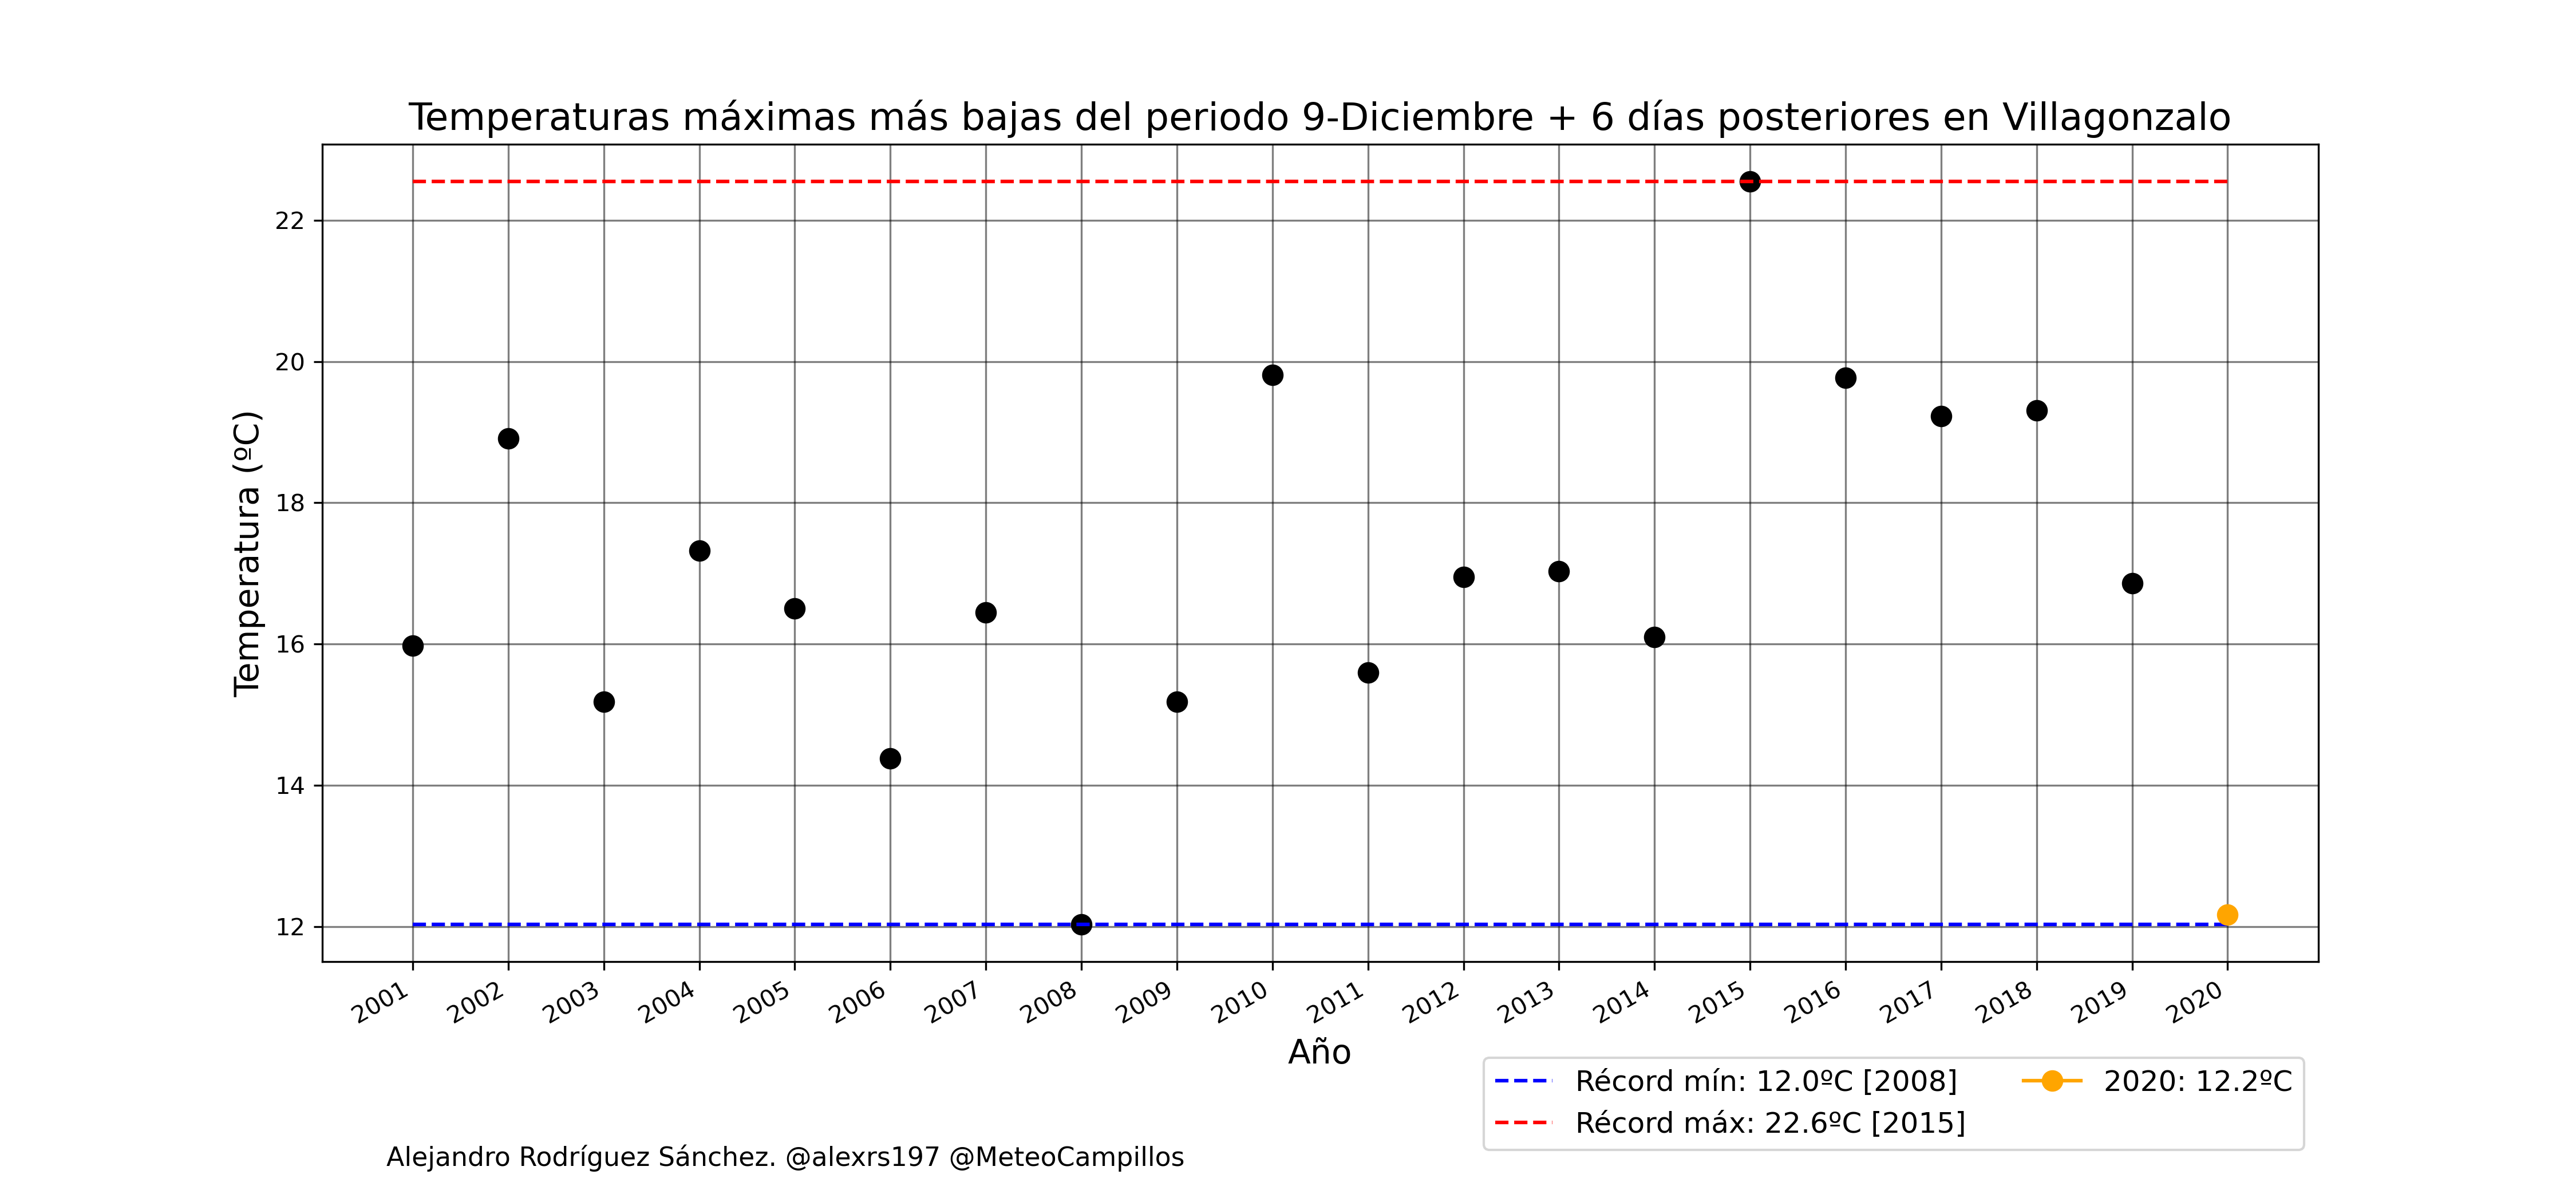 Temperaturas máximas más bajas del periodo 9-Diciembre + 6 días posteriores en Villagonzalo
Temperatura (ºC)
22
20
18
16
14
12
2001 2002 2003 2004 2005 2006 2007 2008 2009 2010 2011 2012 2013 2014 2015 2016 2017 2018 2019 2020
Año
Récord mín: 12.0ºC [2008]
Récord máx: 22.6ºC [2015]
2020: 12.2ºC
Alejandro Rodríguez Sánchez. @alexrs197 @MeteoCampillos